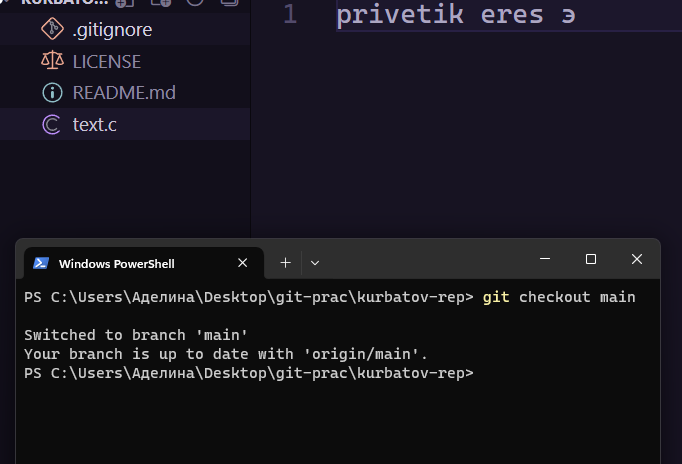 KURBATO...
1 privetik eres э
.gitignore
LICENSE
README.md
text.c
Windows PowerShell
PS C:\Users\Аделина\Desktop\git-prac\kurbatov-rep> git checkout main
Switched to branch 'main'
Your branch is up to date with 'origin/main'.
PS C:\Users\Аделина\Desktop\git-prac\kurbatov-rep>